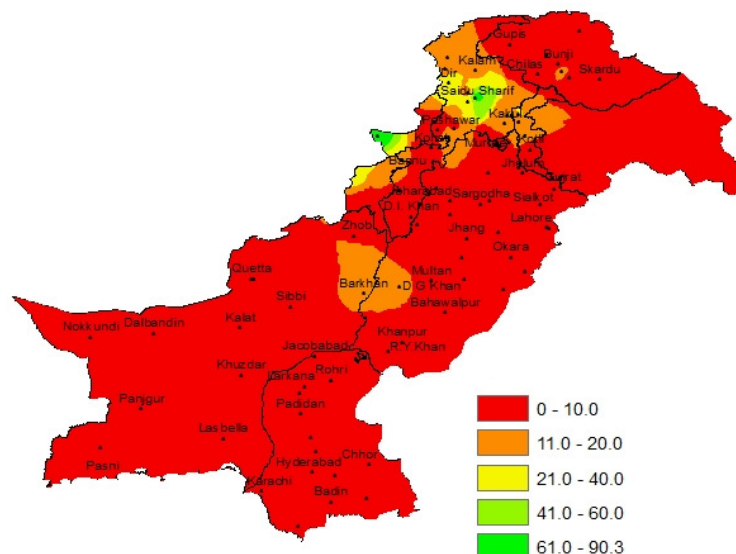 Gupis
Bunji
Kalam
Chilas
Skardu
Dir
Saidu Sharif
Kakul
Peshawar
Kohat
Kotli
Murree
Bannu
Jhelum
Sargodha
Sialkot
D.I. Khan
Lahore
Zhob
Jhang
Okara
Quetta
Multan
Barkhan
D.G.Khan
Sibbi
Bahawalpur
Nokkundi
Dalbandin
Kalat
Khanpur
Jacobabad
R.Y.Khan
Khuzdar
Rohri
Larkana
Panjgur
Padidan
Lasbella
Chhor
Pasni
Hyderabad
Karachi
Badin
0 - 10.0
11.0 - 20.0
21.0 - 40.0
41.0 - 60.0
61.0 - 90.3